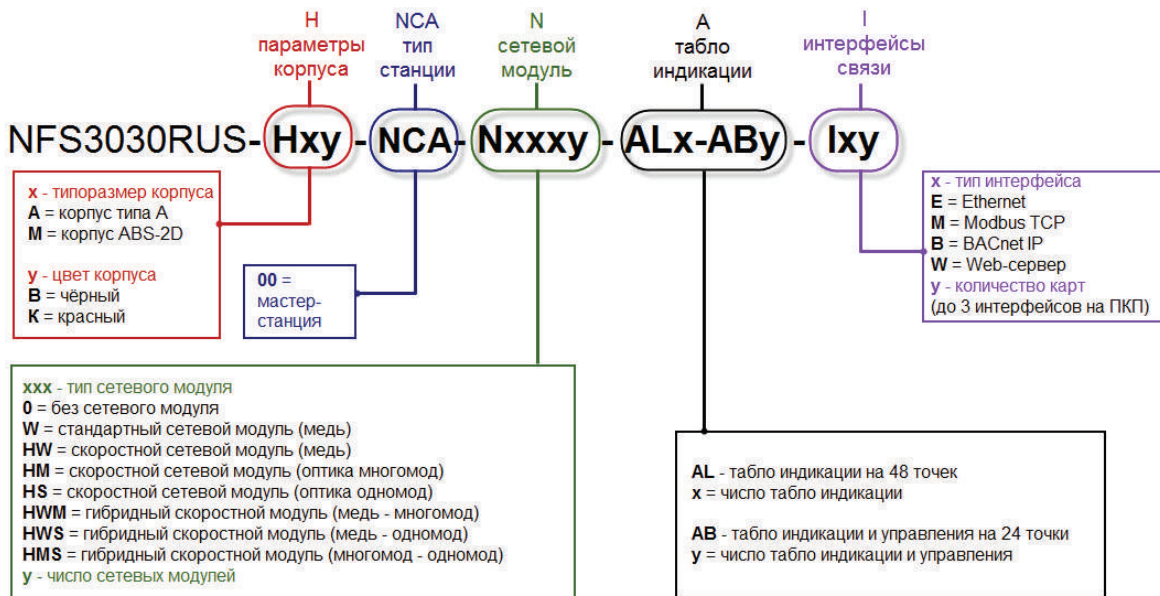 H
параметры
корпуса
NCA
тип
станции
N
сетевой
модуль
A
табло
индикации
I
интерфейсы
связи
NFS3030RUS-Hxy-NCA-Nxxxy-ALx-ABy-Ixy
x - типоразмер корпуса
A = корпус типа А
M = корпус ABS-2D
y - цвет корпуса
B = чёрный
K = красный
00 =
мастер-
станция
x - тип интерфейса
E = Ethernet
M = Modbus TCP
B = BACnet IP
W = Web-сервер
y - количество карт
(до 3 интерфейсов на ПКП)
xxx - тип сетевого модуля
0 = без сетевого модуля
W = стандартный сетевой модуль (медь)
HW = скоростной сетевой модуль (медь)
HM = скоростной сетевой модуль (оптика многомод)
HS = скоростной сетевой модуль (оптика одномод)
HWM = гибридный скоростной модуль (медь - многомод)
HWS = гибридный скоростной модуль (медь - одномод)
HMS = гибридный скоростной модуль (многомод - одномод)
y - число сетевых модулей
AL - табло индикации на 48 точек
x = число табло индикации
AB - табло индикации и управления на 24 точки
y = число табло индикации и управления